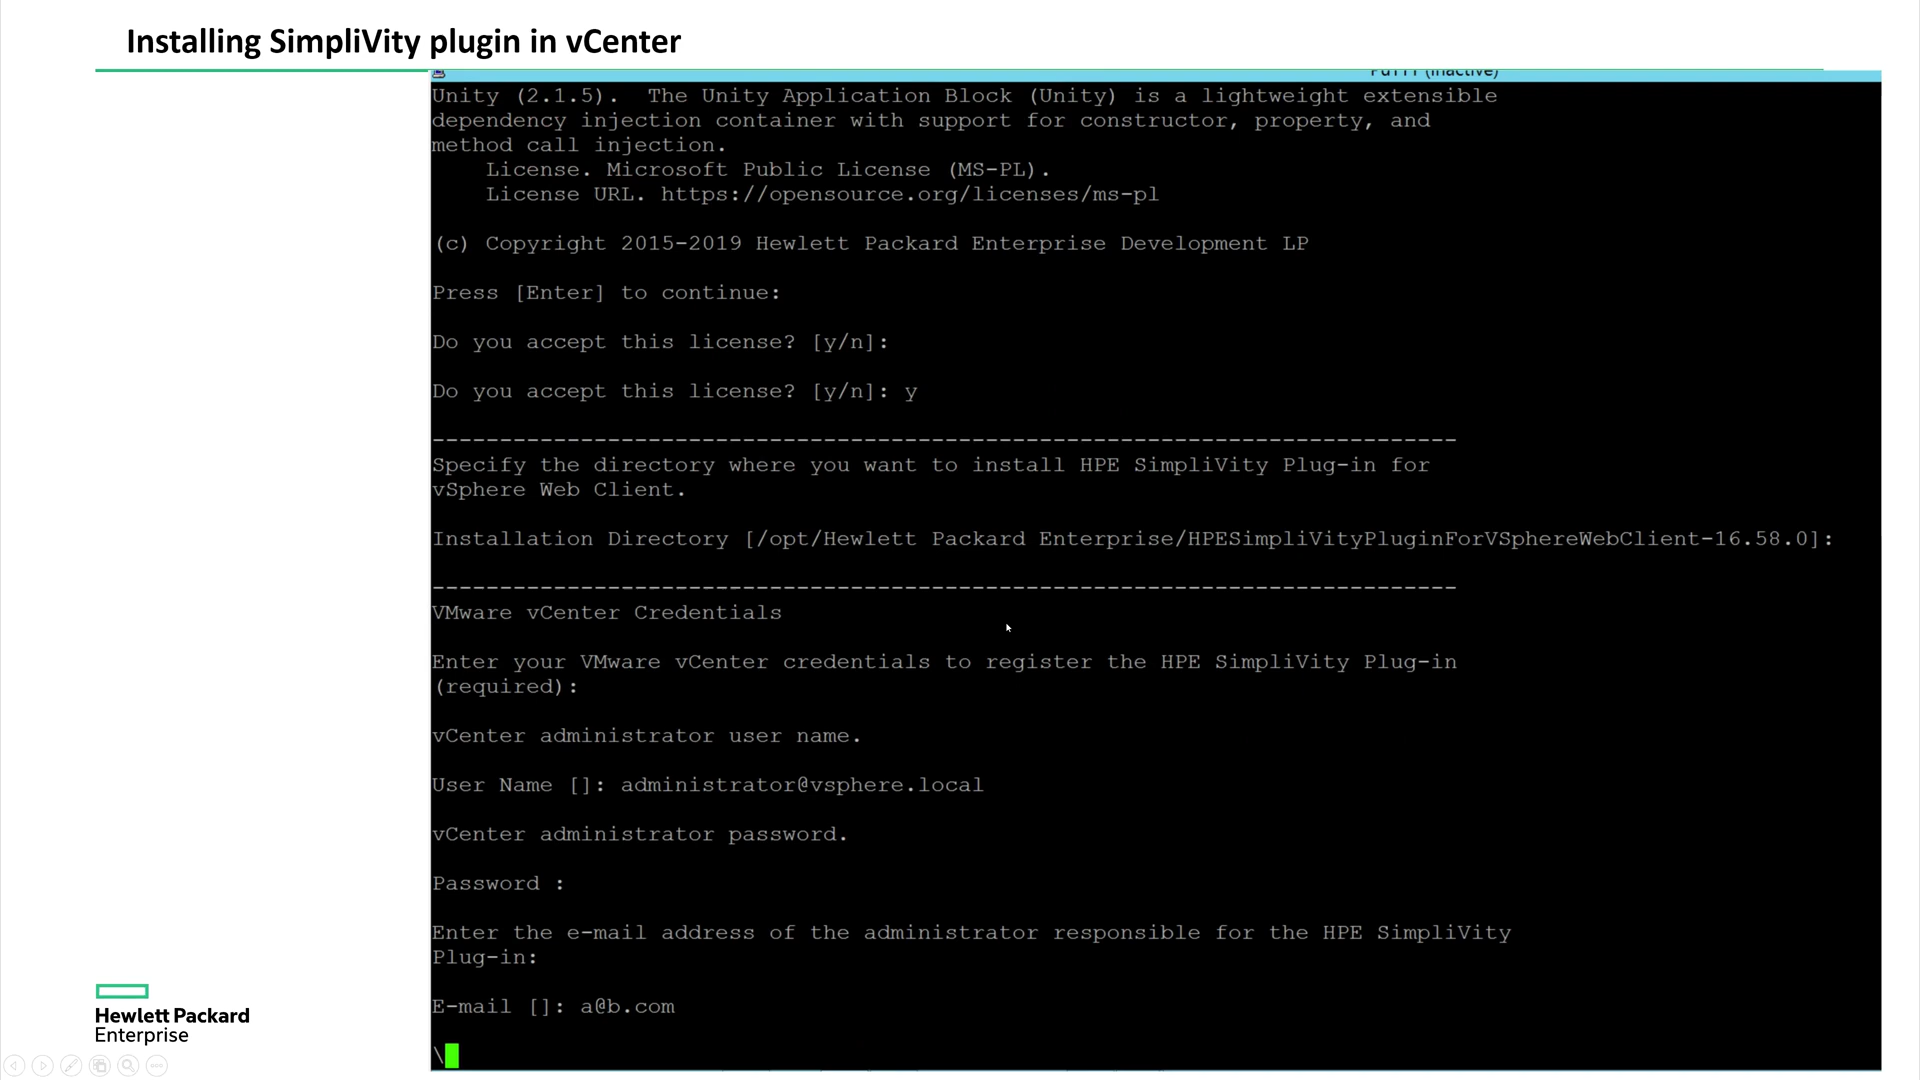 Installing SimpliVity plugin in vCenter
PuTTY (inactive)
Unity (2.1.5).  The Unity Application Block (Unity) is a lightweight extensible
dependency injection container with support for constructor, property, and
method call injection.
License. Microsoft Public License (MS-PL).
License URL. https://opensource.org/licenses/ms-pl
(c) Copyright 2015-2019 Hewlett Packard Enterprise Development LP
Press [Enter] to continue:
Do you accept this license? [y/n]:
Do you accept this license? [y/n]: y
----------------------------------------------------------------------------
Specify the directory where you want to install HPE SimpliVity Plug-in for
vSphere Web Client.
Installation Directory [/opt/Hewlett Packard Enterprise/HPESimpliVityPluginForVSphereWebClient-16.58.0]:
----------------------------------------------------------------------------
VMware vCenter Credentials
Enter your VMware vCenter credentials to register the HPE SimpliVity Plug-in
(required):
vCenter administrator user name.
User Name []: administrator@vsphere.local
vCenter administrator password.
Password :
Enter the e-mail address of the administrator responsible for the HPE SimpliVity
Plug-in:
E-mail []: a@b.com
\
Hewlett Packard
Enterprise